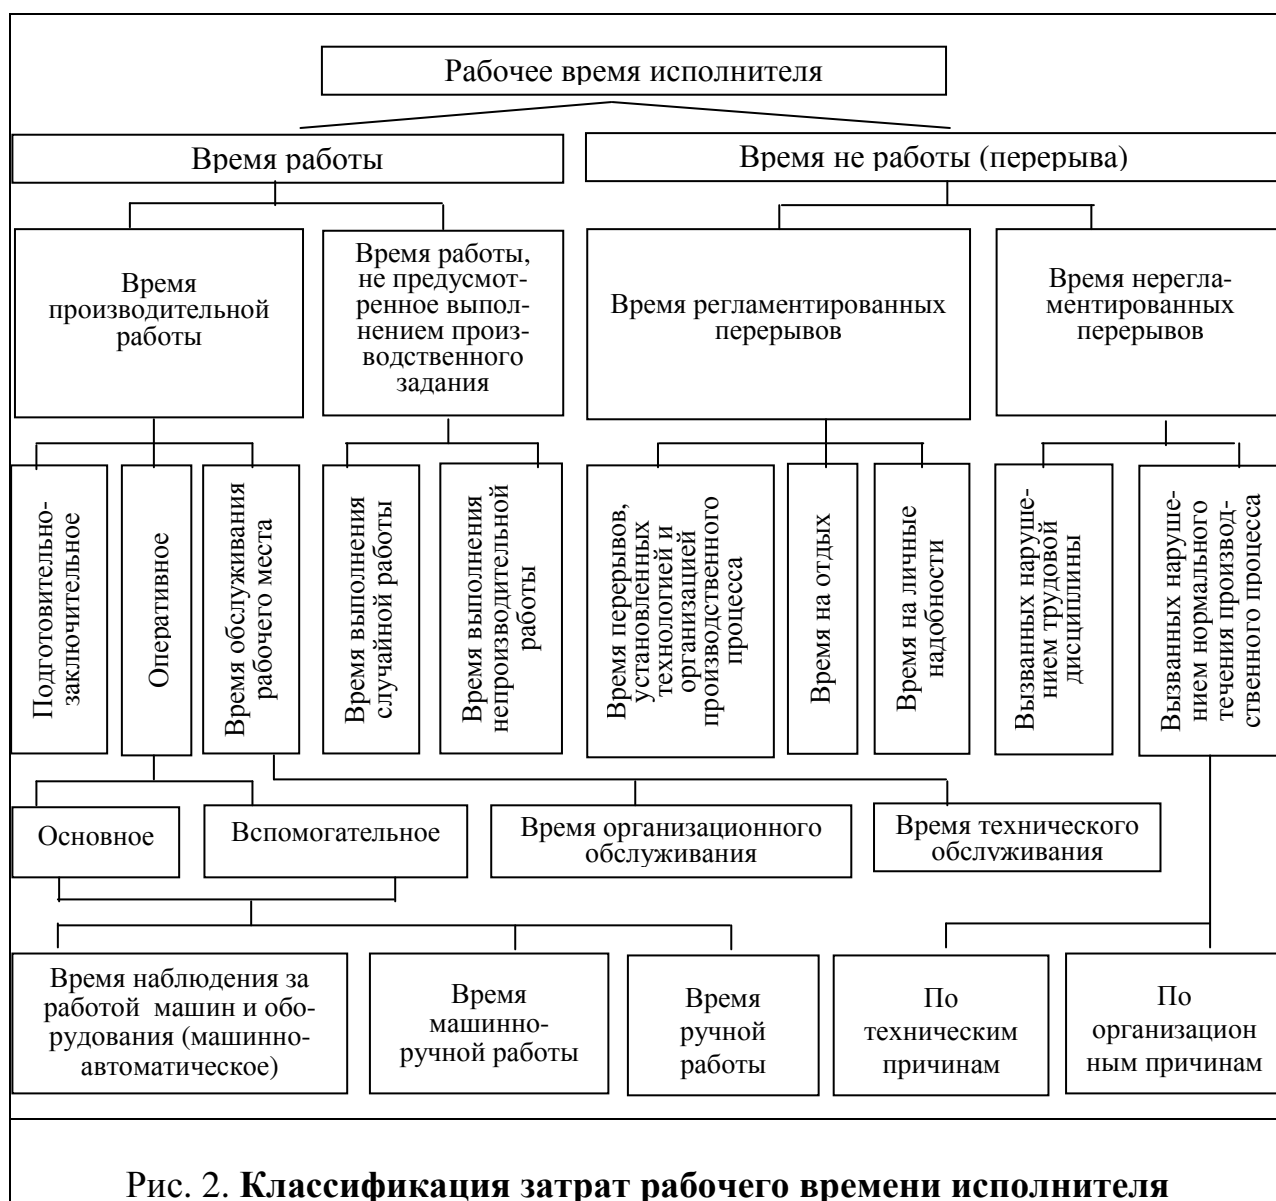 Рабочее время исполнителя
Время работы
Время не работы (перерыва)
Время
производительной
работы
Время работы,
не предусмот-
ренное выпол-
нением произ-
водственного
задания
Время регламентированных
перерывов
Время нерегла-
ментированных
перерывов
Подготовительно-
заключительное
Оперативное
Время обслуживания
рабочего места
Время выполнения
случайной работы
Время выполнения
непроизводительной
работы
Время перерывов,
установленных
технологией и
организацией
производственного
процесса
Время на отдых
Время на личные
надобности
Вызванных наруше-
нием трудовой
дисциплины
Вызванных наруше-
нием нормального
течения производ-
ственного процесса
Основное
Вспомогательное
Время организационного
обслуживания
Время технического
обслуживания
Время наблюдения за
работой машин и обо-
рудования (машинно-
автоматическое)
Время
машинно-
ручной работы
Время
ручной
работы
По
техническим
причинам
По
организацион
ным причинам
Рис. 2. Классификация затрат рабочего времени исполнителя